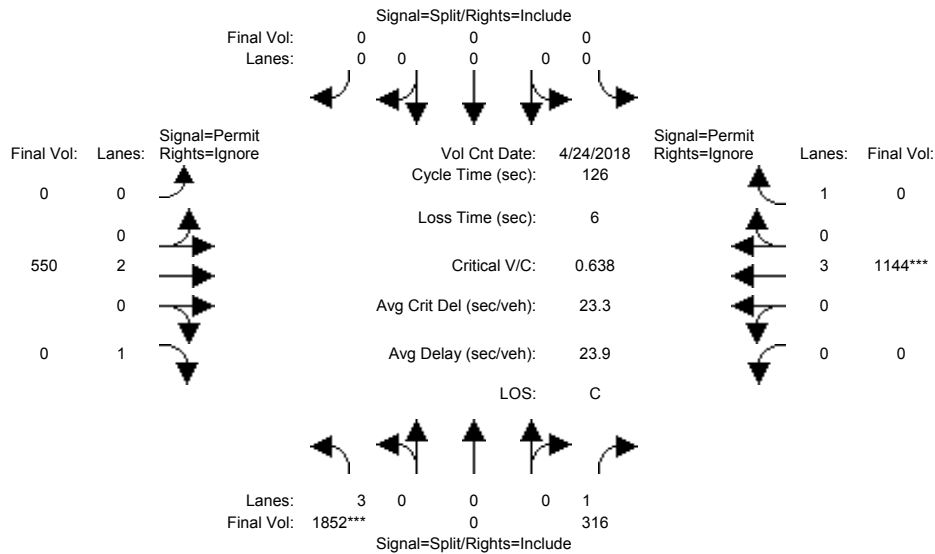 Signal=Split/Rights=Include
Final Vol: 0 0 0
Lanes: 0 0 0 0 0
Signal=Permit
Final Vol: Lanes: Rights=Ignore
Vol Cnt Date: 4/24/2018
Signal=Permit
Rights=Ignore Lanes: Final Vol:
Cycle Time (sec): 126
0 0
1 0
Loss Time (sec): 6
0
0
550 2
Critical V/C: 0.638
3 1144***
0
Avg Crit Del (sec/veh): 23.3
0
0 1
Avg Delay (sec/veh): 23.9
0 0
LOS: C
Lanes: 3 0 0 0 1
Final Vol: 1852*** 0 316
Signal=Split/Rights=Include